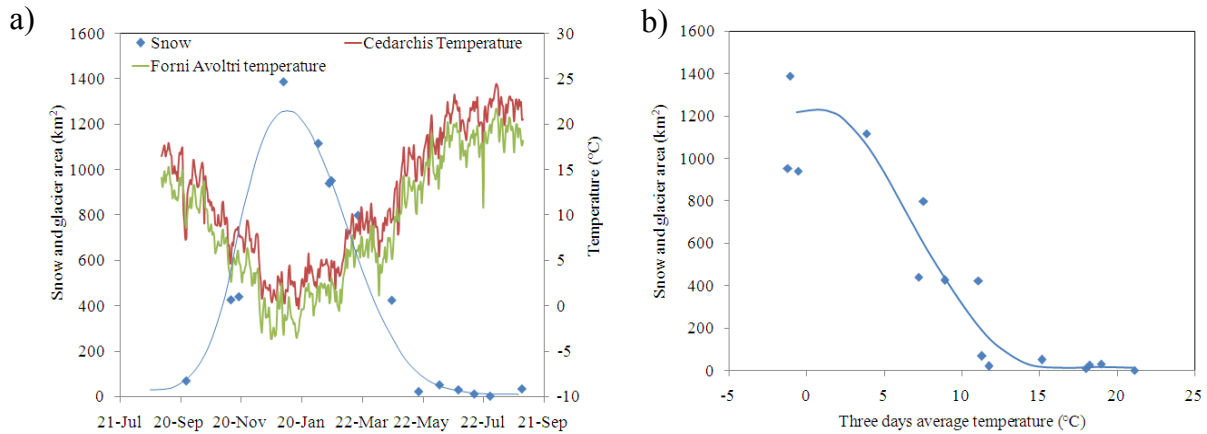 a)
1600
1400
1200
1000
800
600
400
200
0
Snow and glacier area (km²)
Snow
Cedarchis Temperature
Forni Avoltri temperature
30
25
20
15
10
5
0
-5
-10
Temperature (°C)
21-Jul 20-Sep 20-Nov 20-Jan 22-Mar 22-May 22-Jul 21-Sep
b)
1600
1400
1200
1000
800
600
400
200
0
Snow and glacier area (km²)
-5 0 5 10 15 20 25
Three days average temperature (°C)